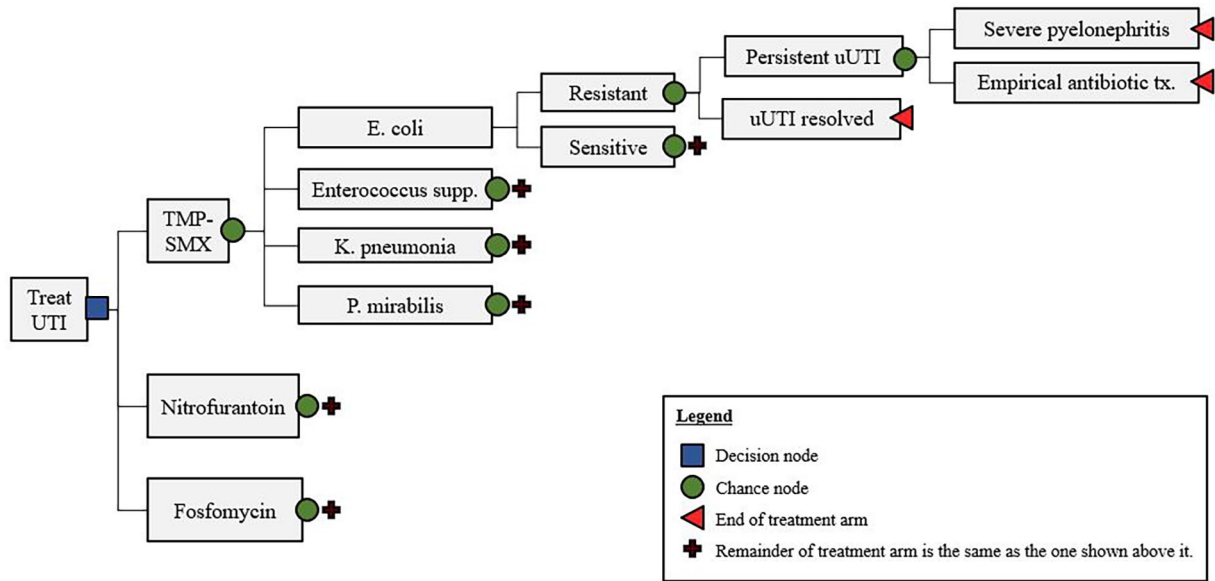 Severe pyelonephritis
Persistent uUTI
Empirical antibiotic tx.
Resistant
uUTI resolved
E. coli
Sensitive
Enterococcus supp.
TMP-
SMX
K. pneumonia
P. mirabilis
Treat
UTI
Nitrofurantoin
Fosfomycin
Legend
Decision node
Chance node
End of treatment arm
Remainder of treatment arm is the same as the one shown above it.